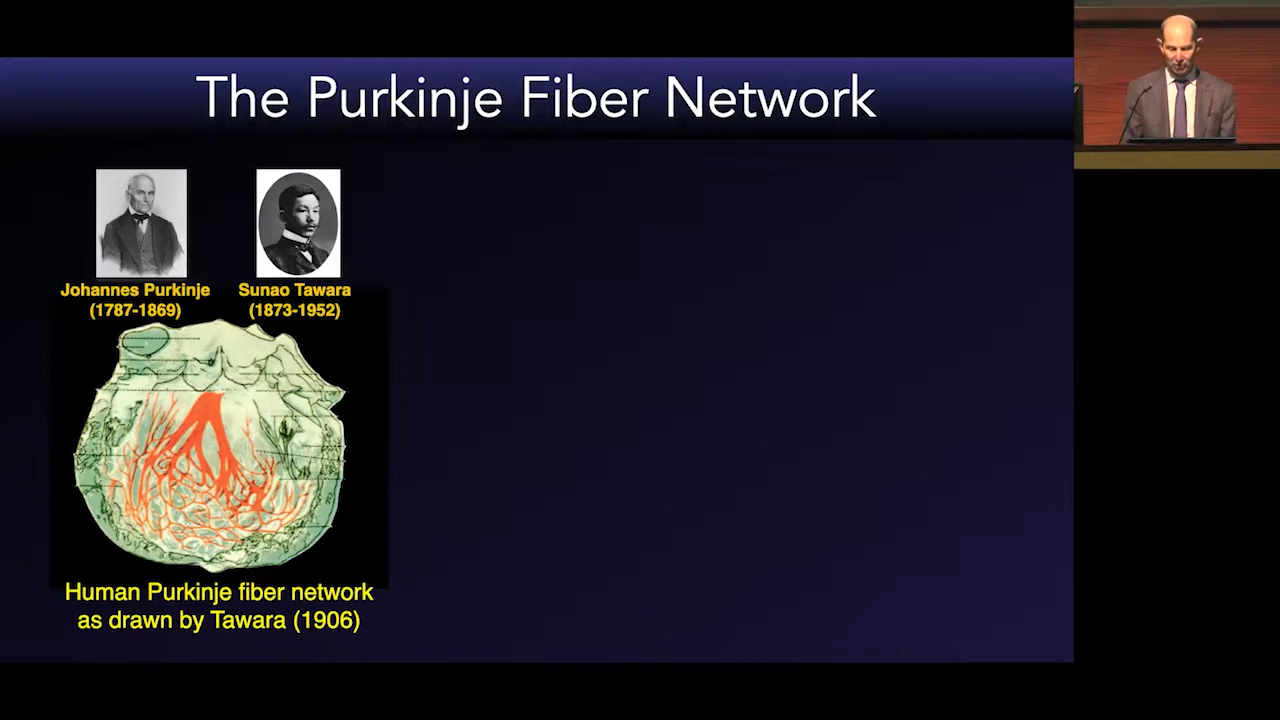 The Purkinje Fiber Network
Johannes Purkinje
(1787-1869)
Sunao Tawara
(1873-1952)
Human Purkinje fiber network
as drawn by Tawara (1906)